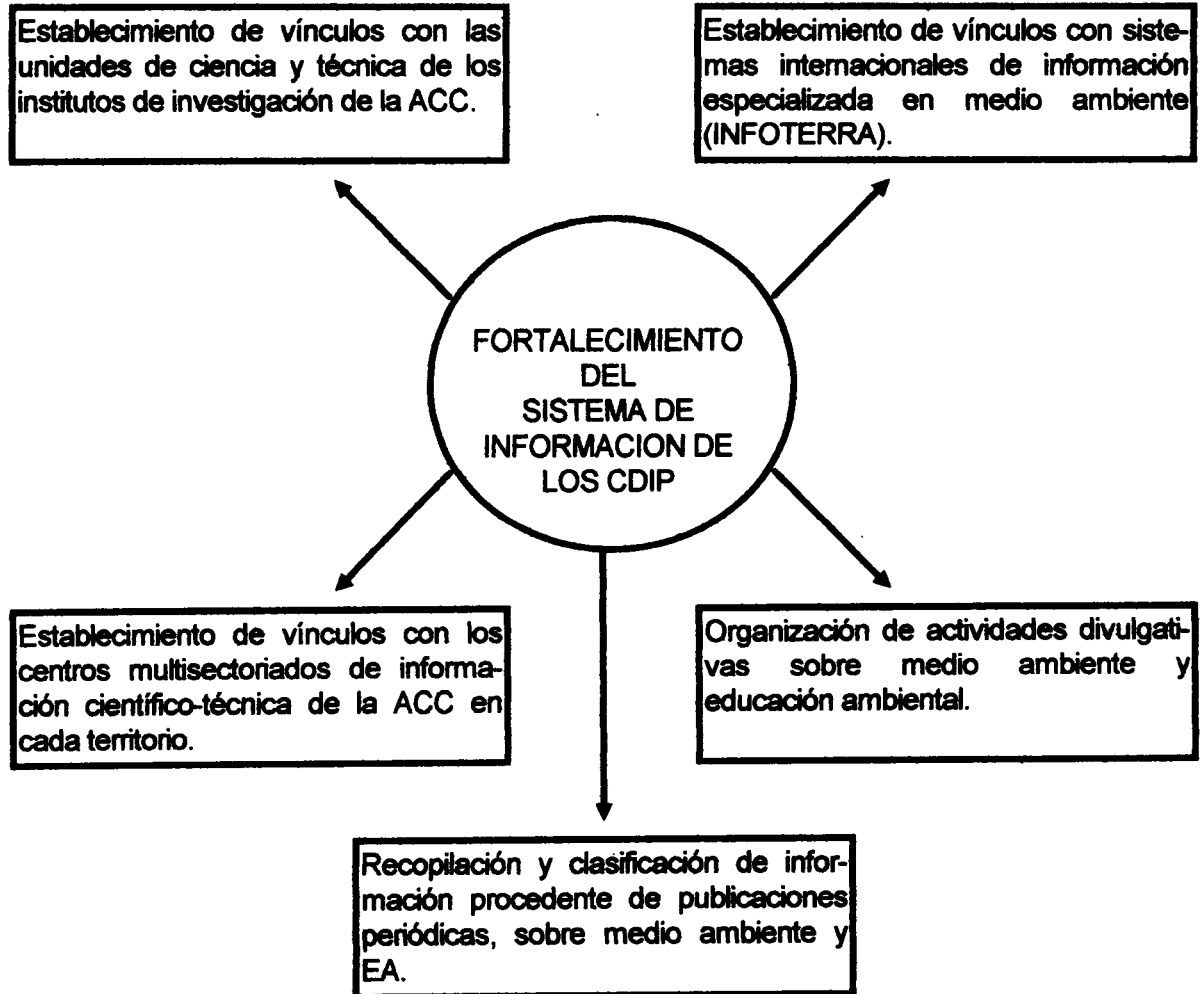 Establecimiento de vínculos con las
unidades de ciencia y técnica de los
institutos de investigación de la ACC.
Establecimiento de vínculos con siste-
mas internacionales de información
especializada en medio ambiente
(INFOTERRA).
FORTALECIMIENTO
DEL
SISTEMA DE
INFORMACION DE
LOS CDIP
Establecimiento de vínculos con los
centros multisectoriados de informa-
ción científico-técnica de la ACC en
cada territorio.
Organización de actividades divulgati-
vas sobre medio ambiente y
educación ambiental.
Recopilación y clasificación de infor-
mación procedente de publicaciones
periódicas, sobre medio ambiente y
EA.